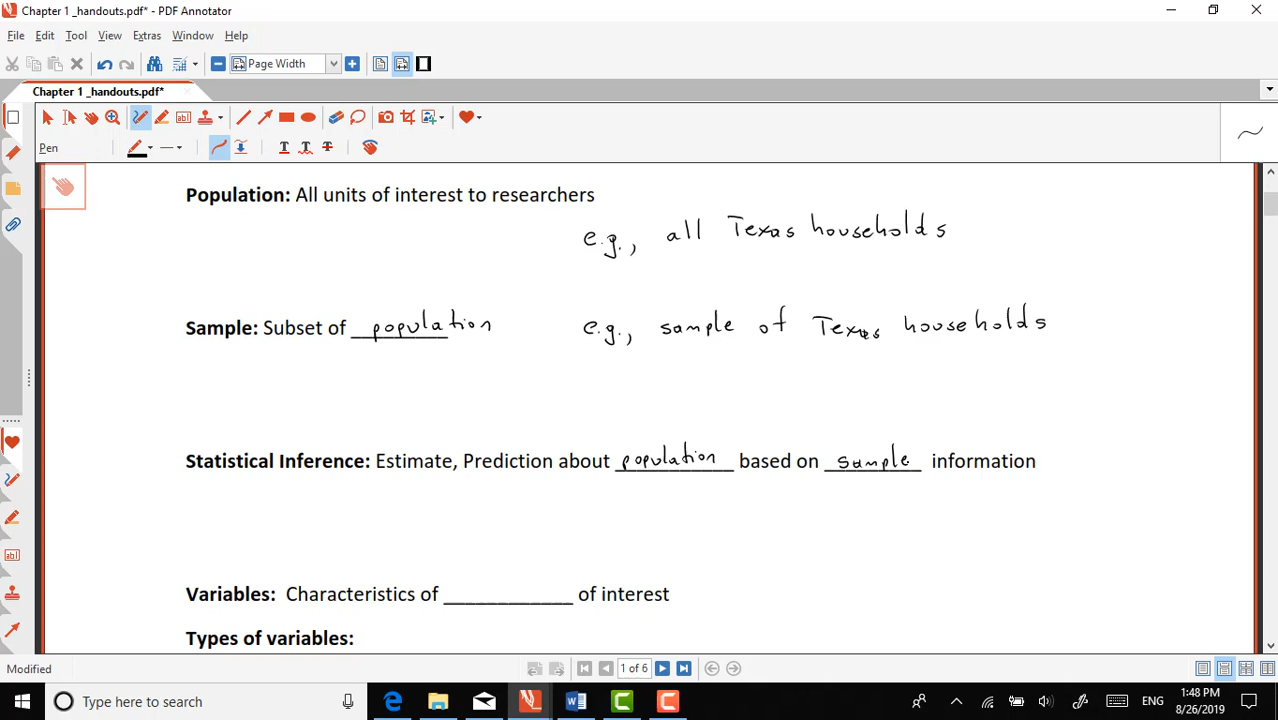 Chapter 1 _handouts.pdf* - PDF Annotator
File Edit Tool View Extras Window Help
Page Width
Chapter 1 _handouts.pdf*
Pen
Population: All units of interest to researchers
e.g., all Texas households
Sample: Subset of population e.g., sample of Texas households
Statistical Inference: Estimate, Prediction about population based on sample information
Variables: Characteristics of ____________ of interest
Types of variables:
Modified 1 of 6
Type here to search ENG 1:48 PM
8/26/2019